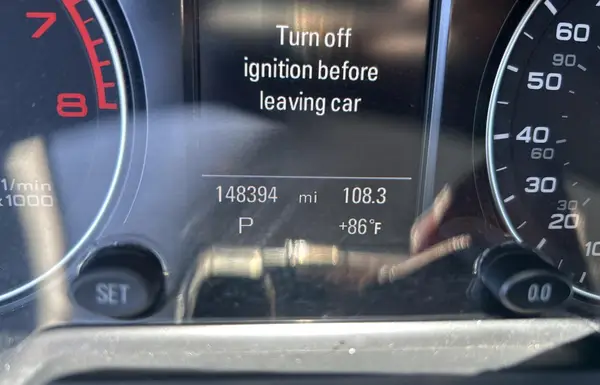 7
8
1/min
x1000
SET
Turn off
ignition before
leaving car
148394 mi 108.3
P +86°F
60
90
50
40
60
30
30
20
10
0.0